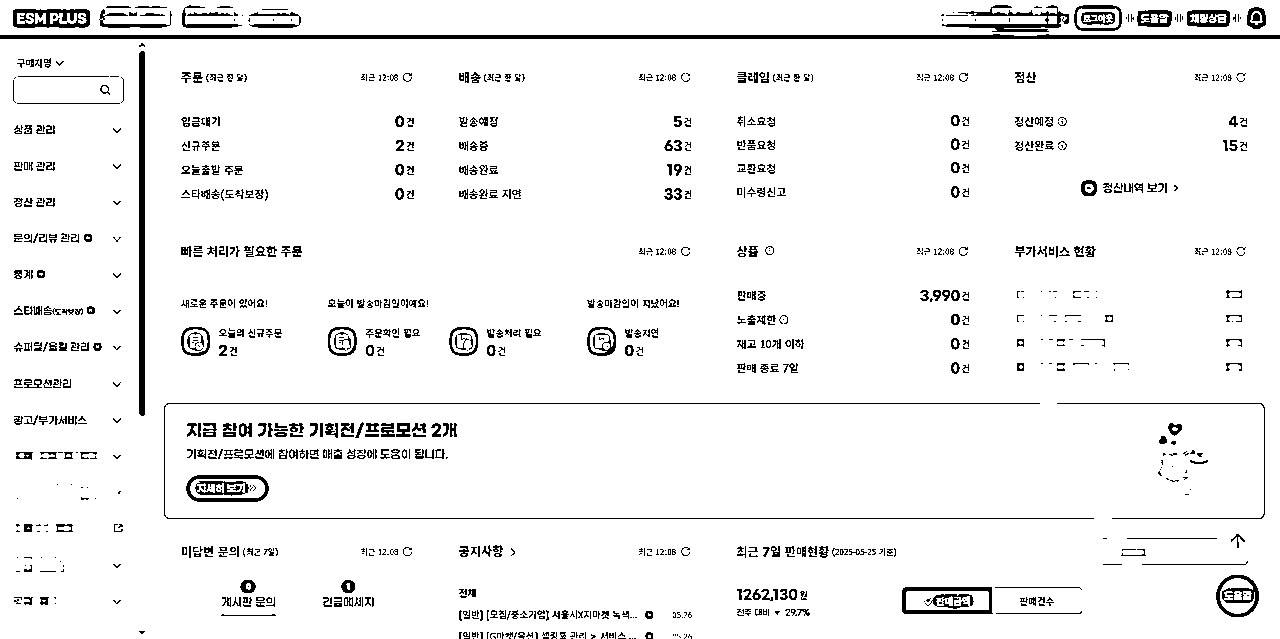 ESM PLUS
로그아웃 도움말 채팅상담
구매자명
상품 관리
판매 관리
정산 관리
문의/리뷰 관리
통계
스타배송(도착보장)
슈퍼딜/올킬 관리
프로모션관리
광고/부가서비스
주문 (최근 한 달) 최근 12:08
입금대기 0건
신규주문 2건
오늘출발 주문 0건
스타배송(도착보장) 0건
배송 (최근 한 달) 최근 12:08
발송예정 5건
배송중 63건
배송완료 19건
배송완료 지연 33건
클레임 (최근 한 달) 최근 12:08
취소요청 0건
반품요청 0건
교환요청 0건
미수령신고 0건
정산 최근 12:08
정산예정 4건
정산완료 15건
정산내역 보기
빠른 처리가 필요한 주문 최근 12:08
새로운 주문이 있어요!
오늘의 신규주문
2건
오늘이 발송마감일이에요!
주문확인 필요
0건
발송처리 필요
0건
발송마감일이 지났어요!
발송지연
0건
상품 최근 12:08
판매중 3,990건
노출제한 0건
재고 10개 이하 0건
판매 종료 7일 0건
부가서비스 현황 최근 12:08
지금 참여 가능한 기획전/프로모션 2개
기획전/프로모션에 참여하면 매출 성장에 도움이 됩니다.
자세히 보기
미답변 문의 (최근 7일) 최근 12:08
0
게시판 문의
1
긴급메세지
공지사항 최근 12:08
전체
[일반] [모집/중소기업] 서울시X지마켓 녹색... 05.26
[일반] [G마켓/옥션] 셀링툴 관리 > 서비스 ... 05.26
최근 7일 판매현황 (2025-05-25 기준)
1262,130원
전주 대비 ▼ 29.7%
판매금액 판매건수
도움말